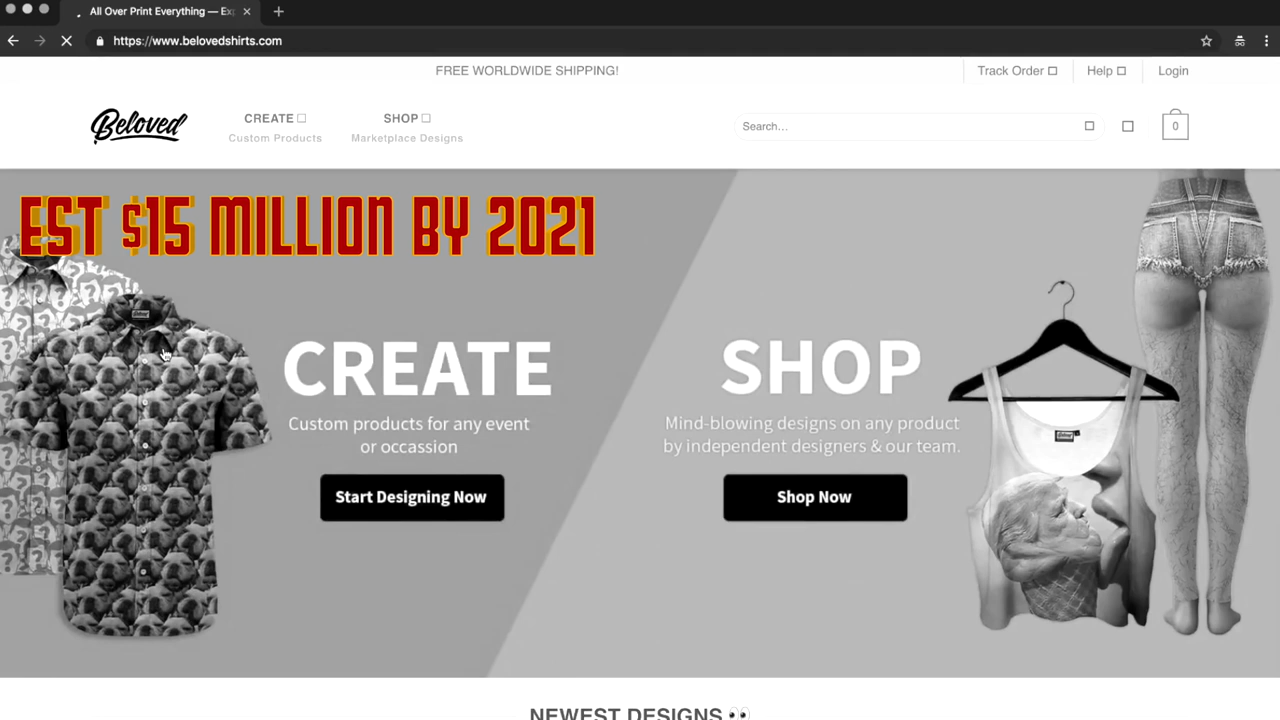 All Over Print Everything — Ex
https://www.belovedshirts.com
FREE WORLDWIDE SHIPPING!
Track Order
Help
Login
Beloved
CREATE
Custom Products
SHOP
Marketplace Designs
Search...
0
EST $15 MILLION BY 2021
CREATE
Custom products for any event
or occassion
Start Designing Now
SHOP
Mind-blowing designs on any product
by independent designers & our team.
Shop Now
NEWEST DESIGNS 👀